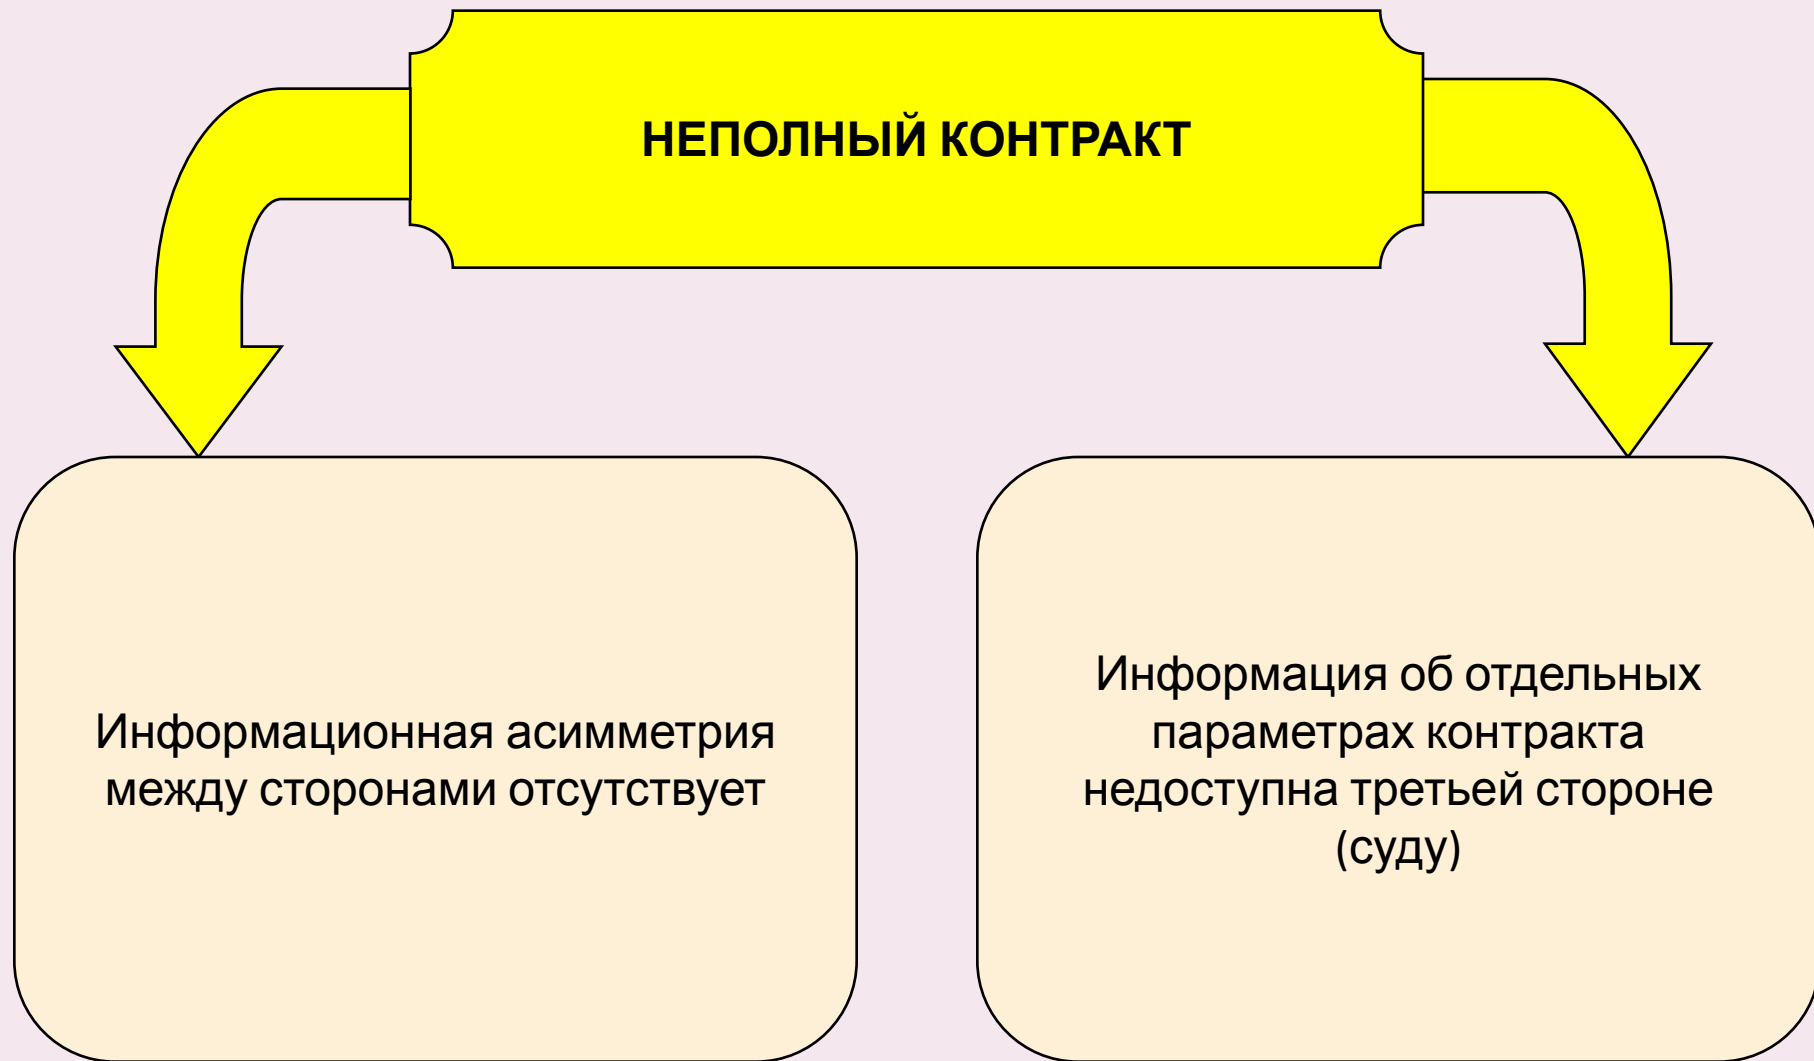 НЕПОЛНЫЙ КОНТРАКТ
Информационная асимметрия
между сторонами отсутствует
Информация об отдельных
параметрах контракта
недоступна третьей стороне
(суду)